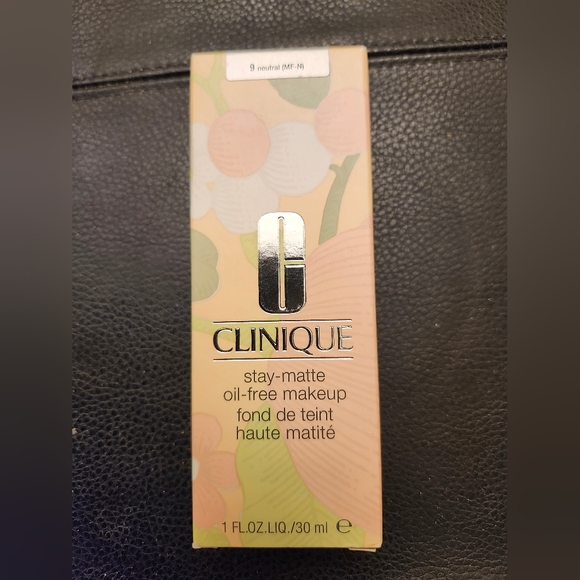 9 neutral (MF-N)
CLINIQUE
stay-matte
oil-free makeup
fond de teint
haute matité
1 FL.OZ.LIQ./30 ml ℮